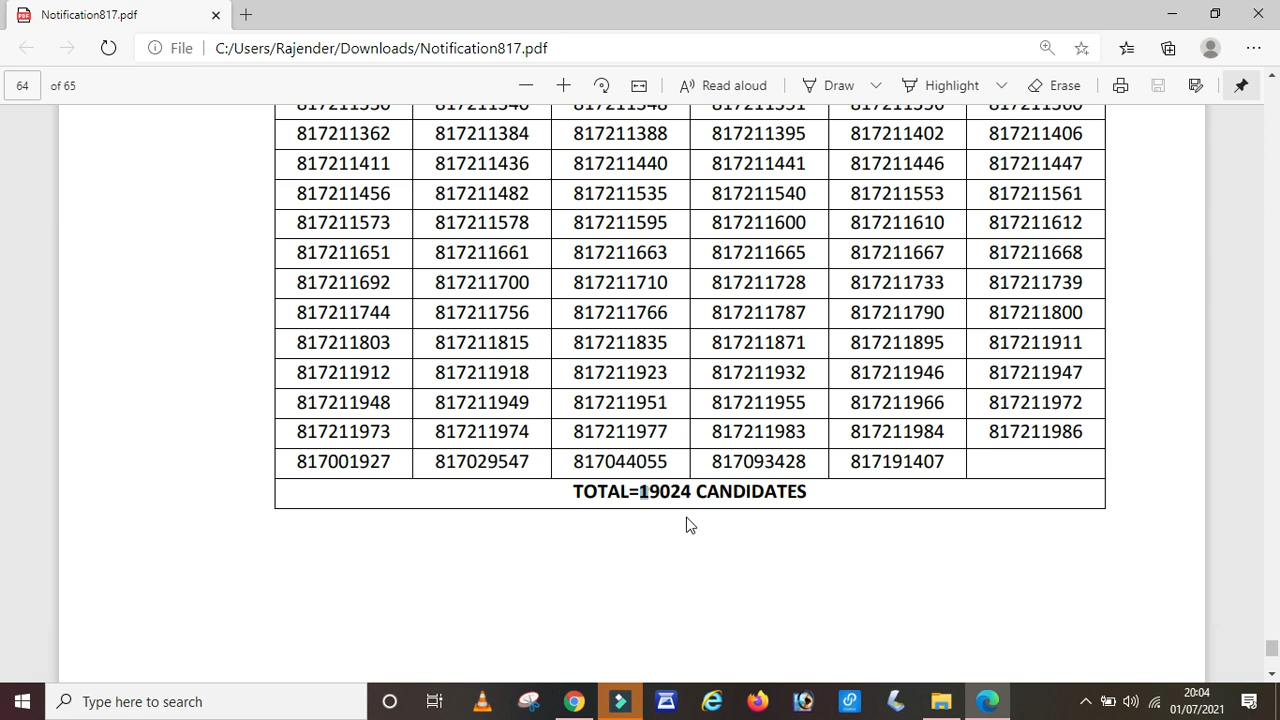 Notification817.pdf
File C:/Users/Rajender/Downloads/Notification817.pdf
64 of 65 Read aloud Draw Highlight Erase
817211362 817211384 817211388 817211395 817211402 817211406
817211411 817211436 817211440 817211441 817211446 817211447
817211456 817211482 817211535 817211540 817211553 817211561
817211573 817211578 817211595 817211600 817211610 817211612
817211651 817211661 817211663 817211665 817211667 817211668
817211692 817211700 817211710 817211728 817211733 817211739
817211744 817211756 817211766 817211787 817211790 817211800
817211803 817211815 817211835 817211871 817211895 817211911
817211912 817211918 817211923 817211932 817211946 817211947
817211948 817211949 817211951 817211955 817211966 817211972
817211973 817211974 817211977 817211983 817211984 817211986
817001927 817029547 817044055 817093428 817191407
TOTAL=19024 CANDIDATES
Type here to search
20:04
01/07/2021